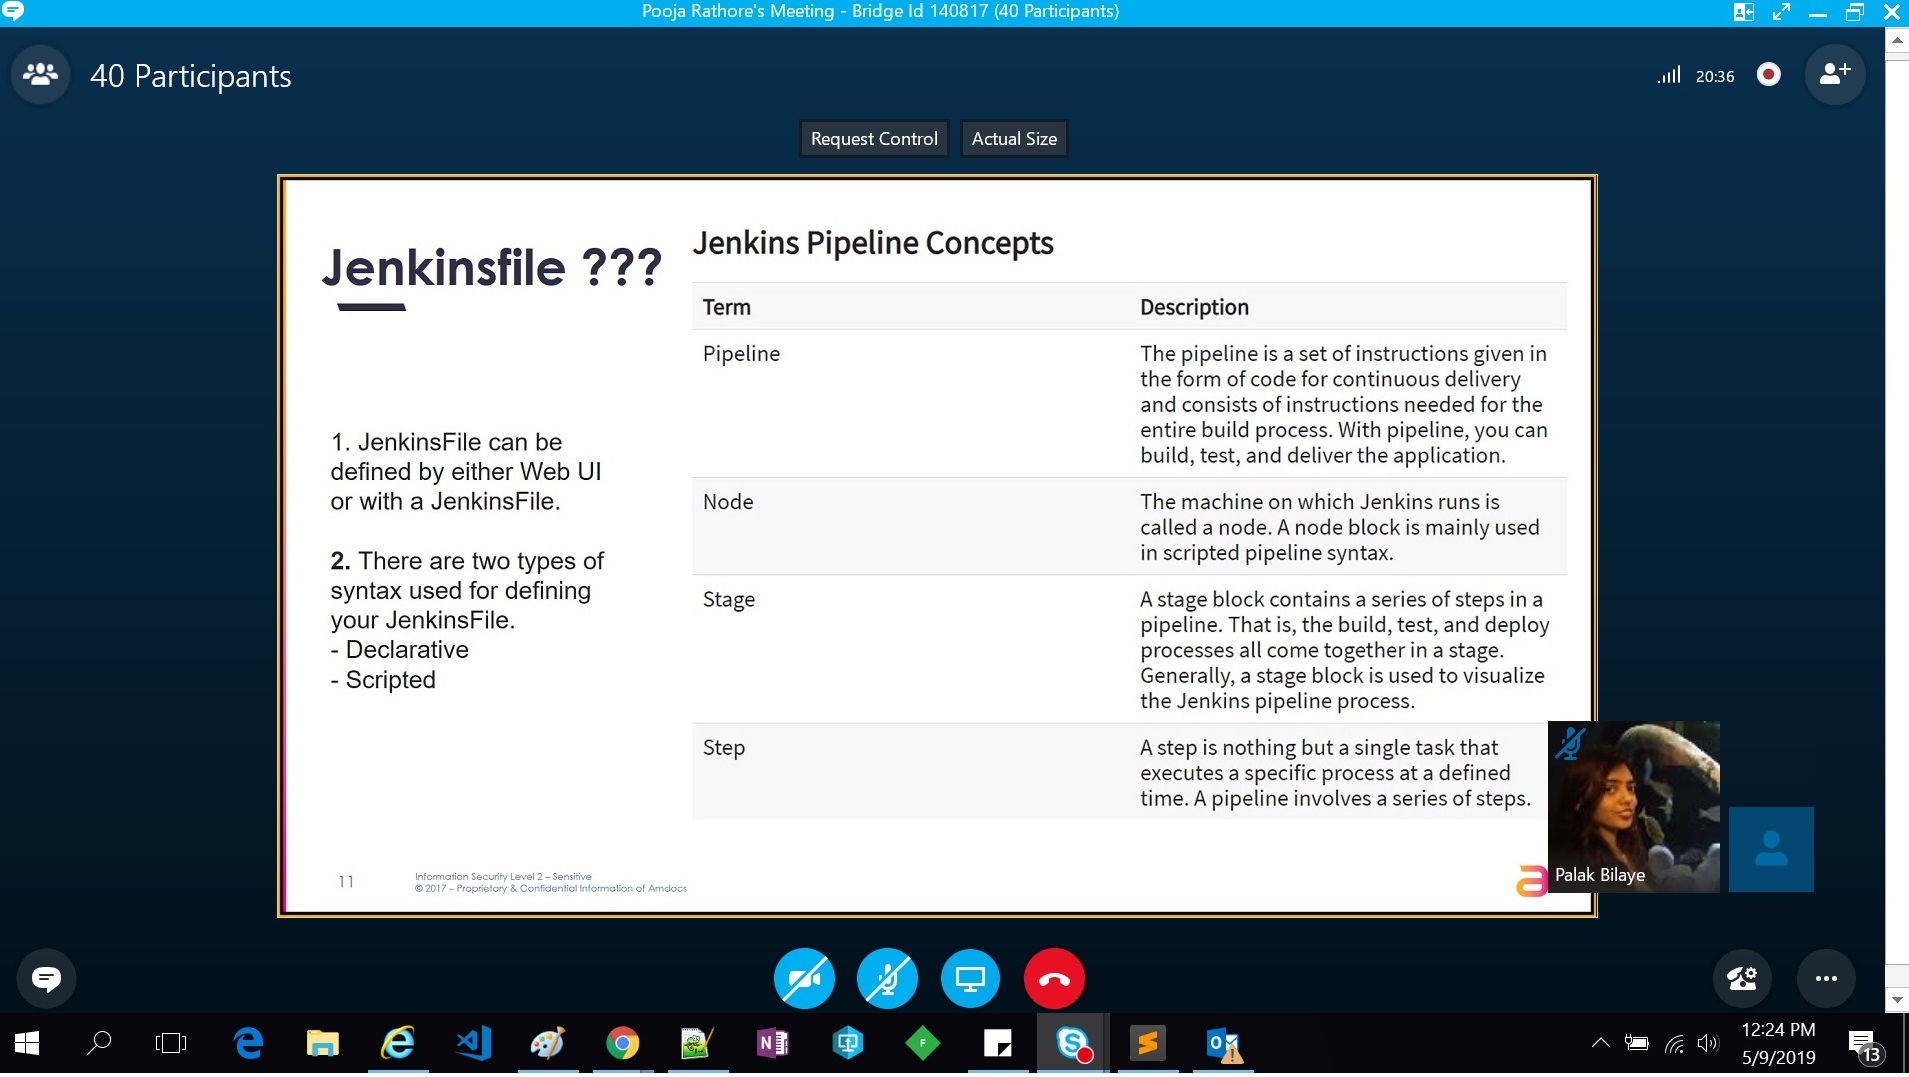 Pooja Rathore's Meeting - Bridge Id 140817 (40 Participants)
40 Participants
20:36
Request Control
Actual Size
Jenkinsfile ???
1. JenkinsFile can be
defined by either Web UI
or with a JenkinsFile.
2. There are two types of
syntax used for defining
your JenkinsFile.
- Declarative
- Scripted
Jenkins Pipeline Concepts
Term Description
Pipeline
The pipeline is a set of instructions given in
the form of code for continuous delivery
and consists of instructions needed for the
entire build process. With pipeline, you can
build, test, and deliver the application.
Node
The machine on which Jenkins runs is
called a node. A node block is mainly used
in scripted pipeline syntax.
Stage
A stage block contains a series of steps in a
pipeline. That is, the build, test, and deploy
processes all come together in a stage.
Generally, a stage block is used to visualize
the Jenkins pipeline process.
Step
A step is nothing but a single task that
executes a specific process at a defined
time. A pipeline involves a series of steps.
11
Information Security Level 2 – Sensitive
© 2017 – Proprietary & Confidential Information of Amdocs
Palak Bilaye
N
F
S
O
12:24 PM
5/9/2019
13